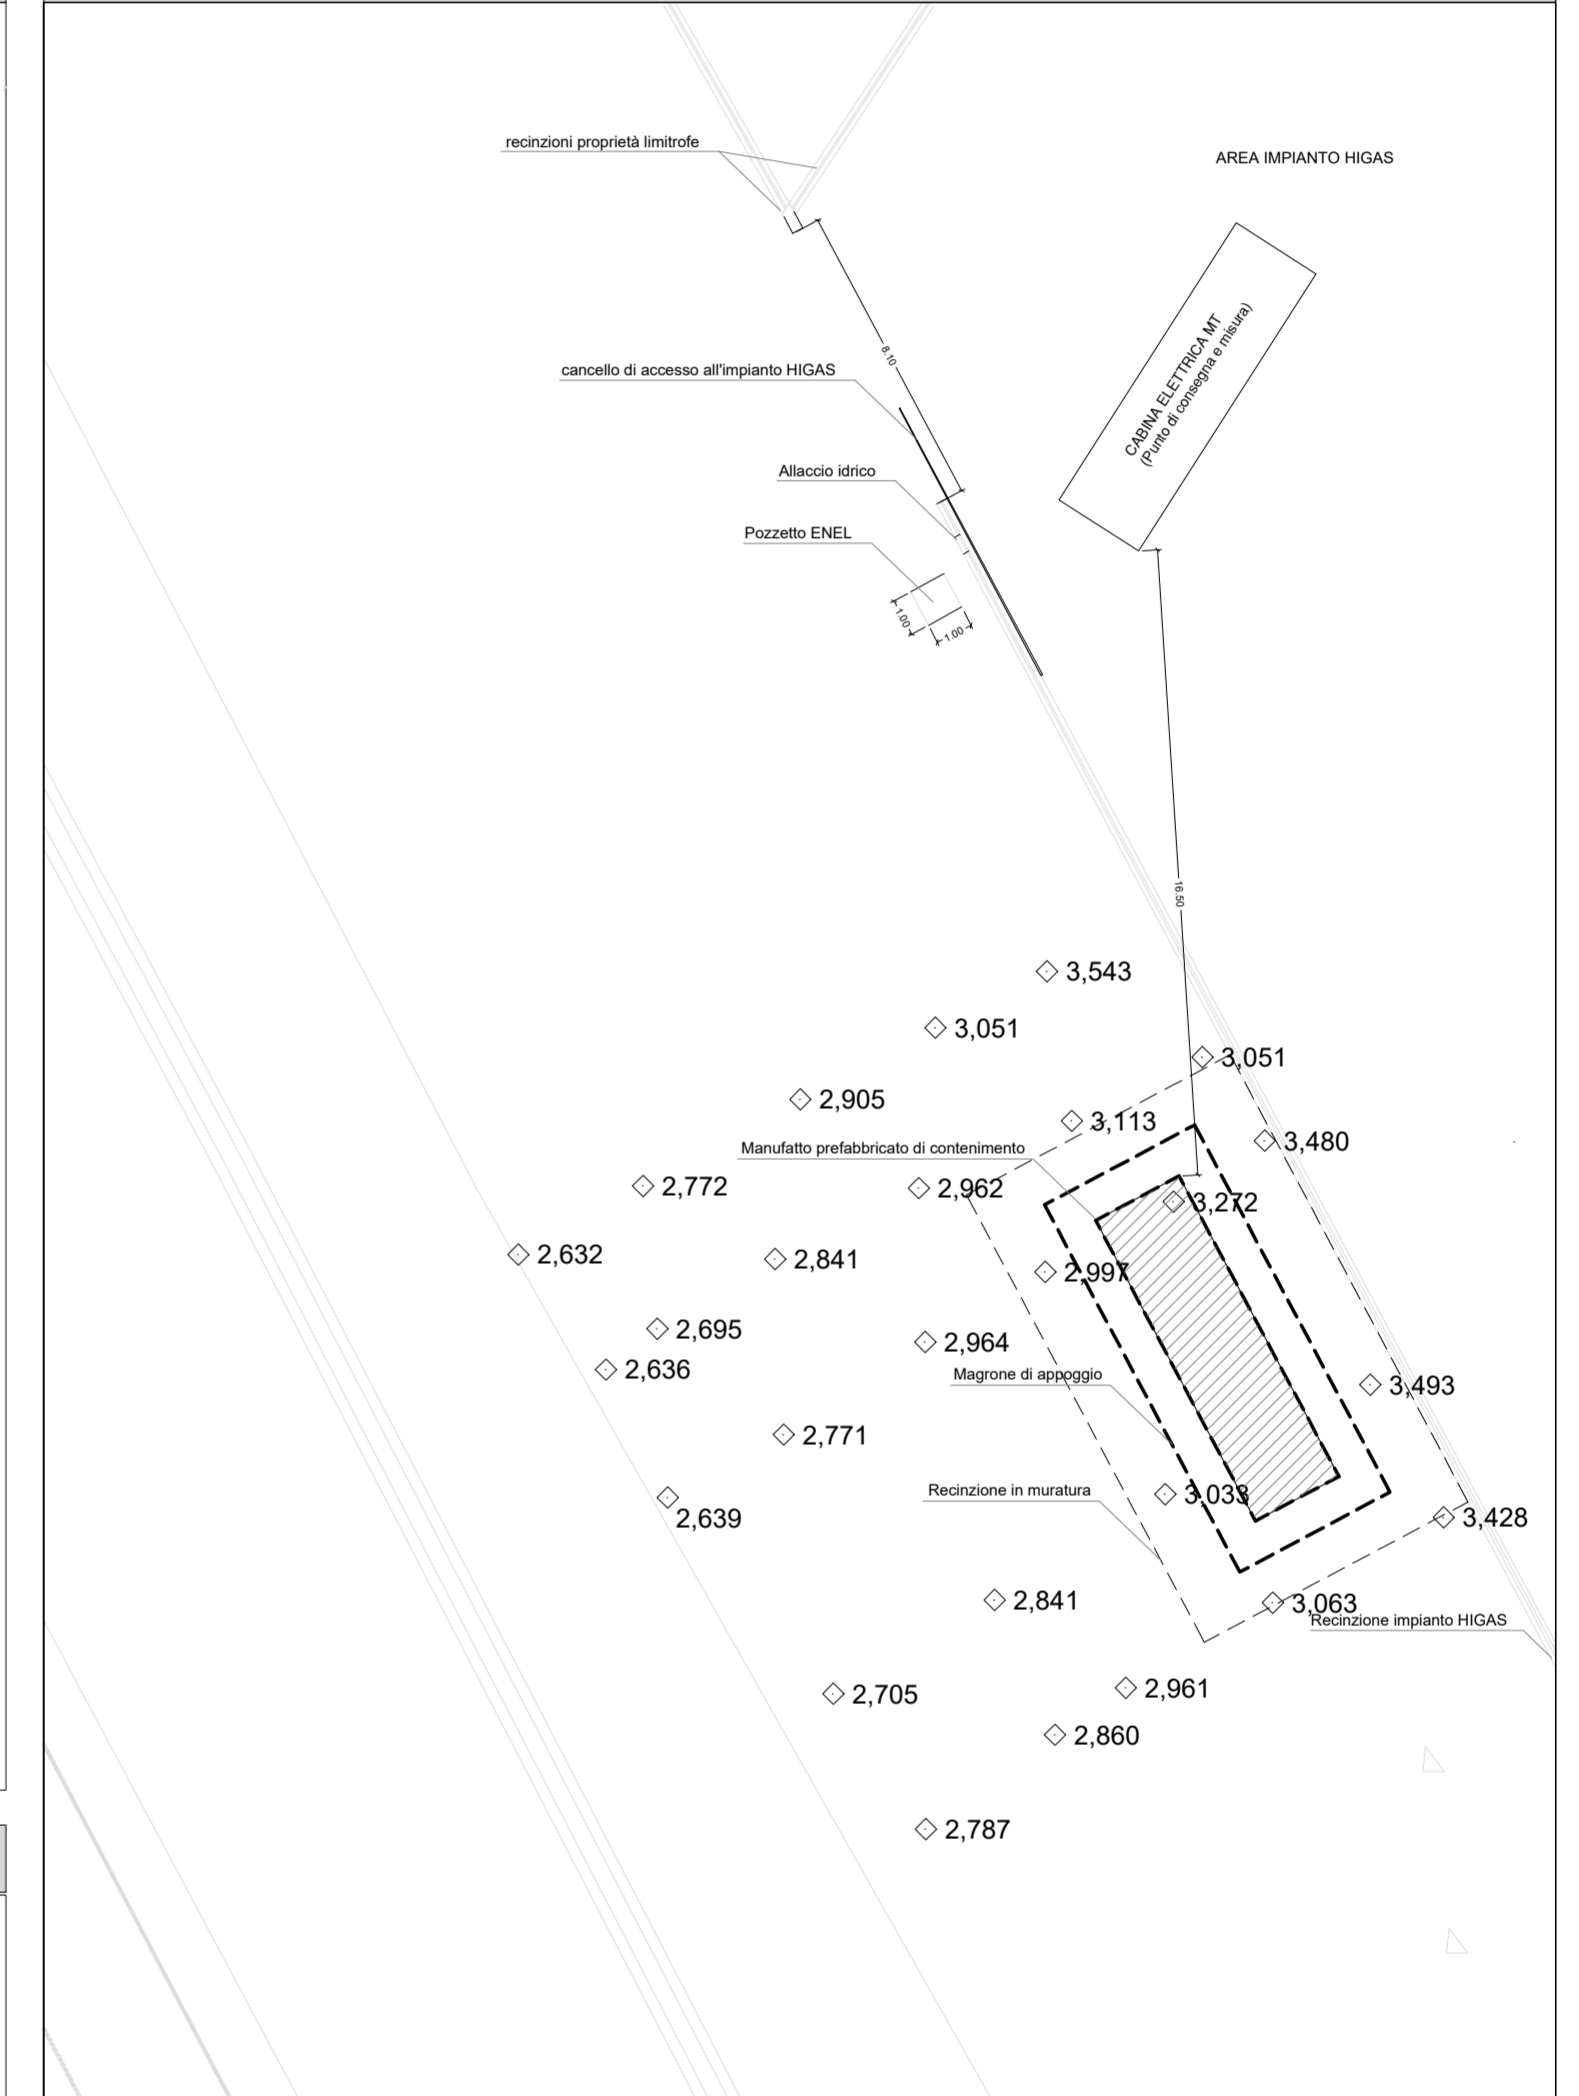 recinzioni proprietà limitrofe
AREA IMPIANTO HIGAS
8.10
cancello di accesso all'impianto HIGAS
CABINA ELETTRICA MT
(Punto di consegna e misura)
Allaccio idrico
Pozzetto ENEL
1.00
1.00
16.50
3,543
3,051
3,051
2,905
3,113
3,480
Manufatto prefabbricato di contenimento
2,772
2,962
3,272
2,632
2,841
2,997
2,695
2,964
2,636
Magrone di appoggio
3,493
2,771
Recinzione in muratura
3,033
2,639
3,428
2,841
3,063
Recinzione impianto HIGAS
2,705
2,961
2,860
2,787